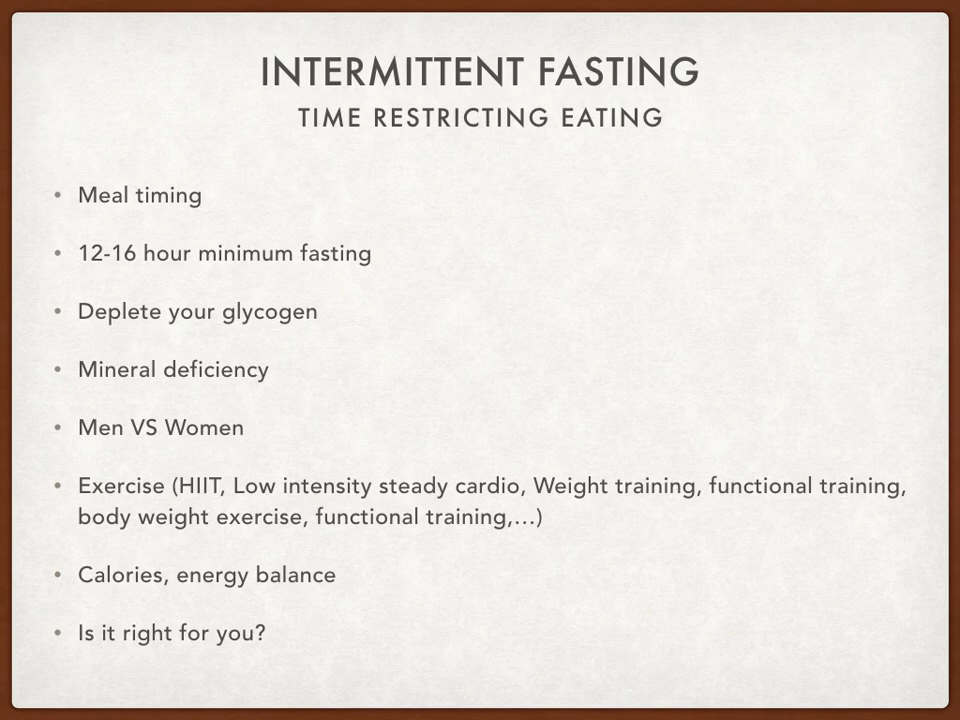 INTERMITTENT FASTING
TIME RESTRICTING EATING
• Meal timing
• 12-16 hour minimum fasting
• Deplete your glycogen
• Mineral deficiency
• Men VS Women
• Exercise (HIIT, Low intensity steady cardio, Weight training, functional training,
body weight exercise, functional training,…)
• Calories, energy balance
• Is it right for you?